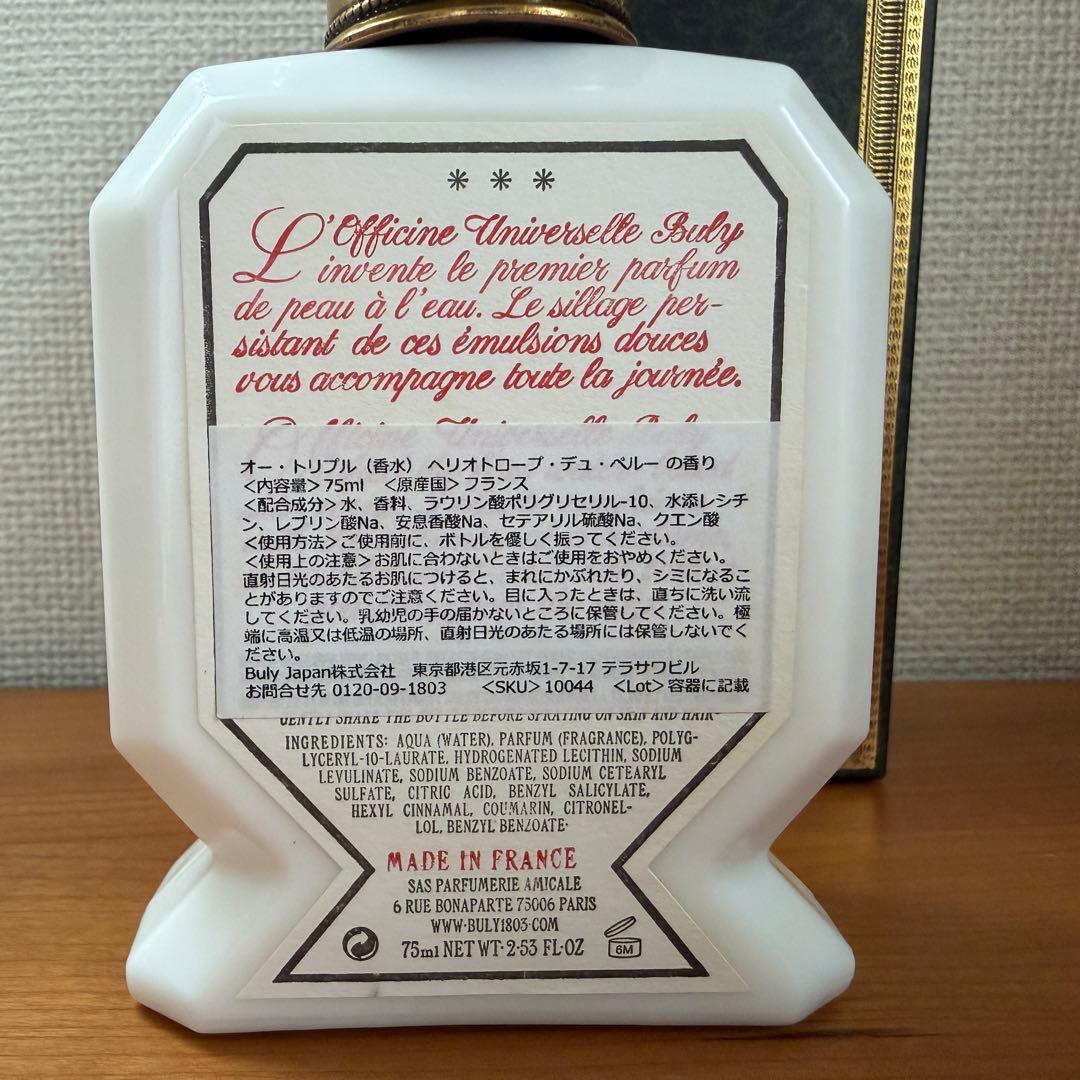 * * *
L'Officine Universelle Buly
invente le premier parfum
de peau à l'eau. Le sillage per-
sistant de ces émulsions douces
vous accompagne toute la journée.
Universelle Buly
オー・トリプル（香水） ヘリオトロープ・デュ・ペルー の香り
＜内容量＞75ml ＜原産国＞フランス
＜配合成分＞水、香料、ラウリン酸ポリグリセリル-10、水添レシチ
ン、レブリン酸Na、安息香酸Na、セテアリル硫酸Na、クエン酸
＜使用方法＞ご使用前に、ボトルを優しく振ってください。
＜使用上の注意＞お肌に合わないときはご使用をおやめください。
直射日光のあたるお肌につけると、まれにかぶれたり、シミになるこ
とがありますのでご注意ください。目に入ったときは、直ちに洗い流
してください。乳幼児の手の届かないところに保管してください。極
端に高温又は低温の場所、直射日光のあたる場所には保管しないでく
ださい。
Buly Japan株式会社 東京都港区元赤坂1-7-17 テラサワビル
お問合せ先 0120-09-1803 ＜SKU＞10044 ＜Lot＞容器に記載
GENTLY SHAKE THE BOTTLE BEFORE SPRAYING ON SKIN AND HAIR·
INGREDIENTS: AQUA (WATER), PARFUM (FRAGRANCE), POLYG-
LYCERYL-10-LAURATE, HYDROGENATED LECITHIN, SODIUM
LEVULINATE, SODIUM BENZOATE, SODIUM CETEARYL
SULFATE, CITRIC ACID, BENZYL SALICYLATE,
HEXYL CINNAMAL, COUMARIN, CITRONEL-
LOL, BENZYL BENZOATE·
MADE IN FRANCE
SAS PARFUMERIE AMICALE
6 RUE BONAPARTE 75006 PARIS
WWW·BULY1803·COM
75ml NET WT· 2·53 FL·OZ
6M